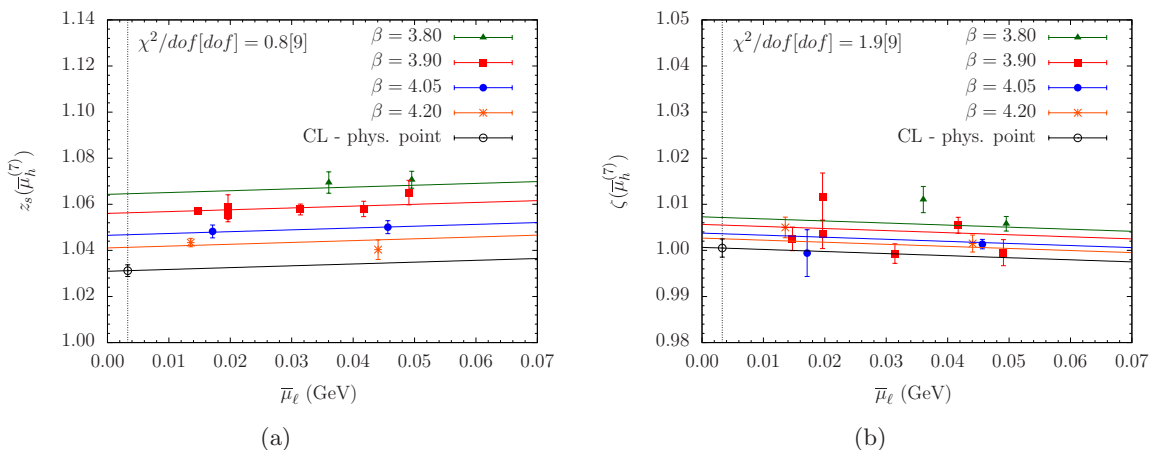 χ²/dof[dof] = 0.8[9]
β = 3.80
β = 3.90
β = 4.05
β = 4.20
CL - phys. point
1.14
1.12
1.10
1.08
1.06
1.04
1.02
1.00
z_s(μ̅_h^(7))
0.00 0.01 0.02 0.03 0.04 0.05 0.06 0.07
μ̅_ℓ (GeV)
(a)
χ²/dof[dof] = 1.9[9]
β = 3.80
β = 3.90
β = 4.05
β = 4.20
CL - phys. point
1.05
1.04
1.03
1.02
1.01
1.00
0.99
0.98
ζ(μ̅_h^(7))
0.00 0.01 0.02 0.03 0.04 0.05 0.06 0.07
μ̅_ℓ (GeV)
(b)